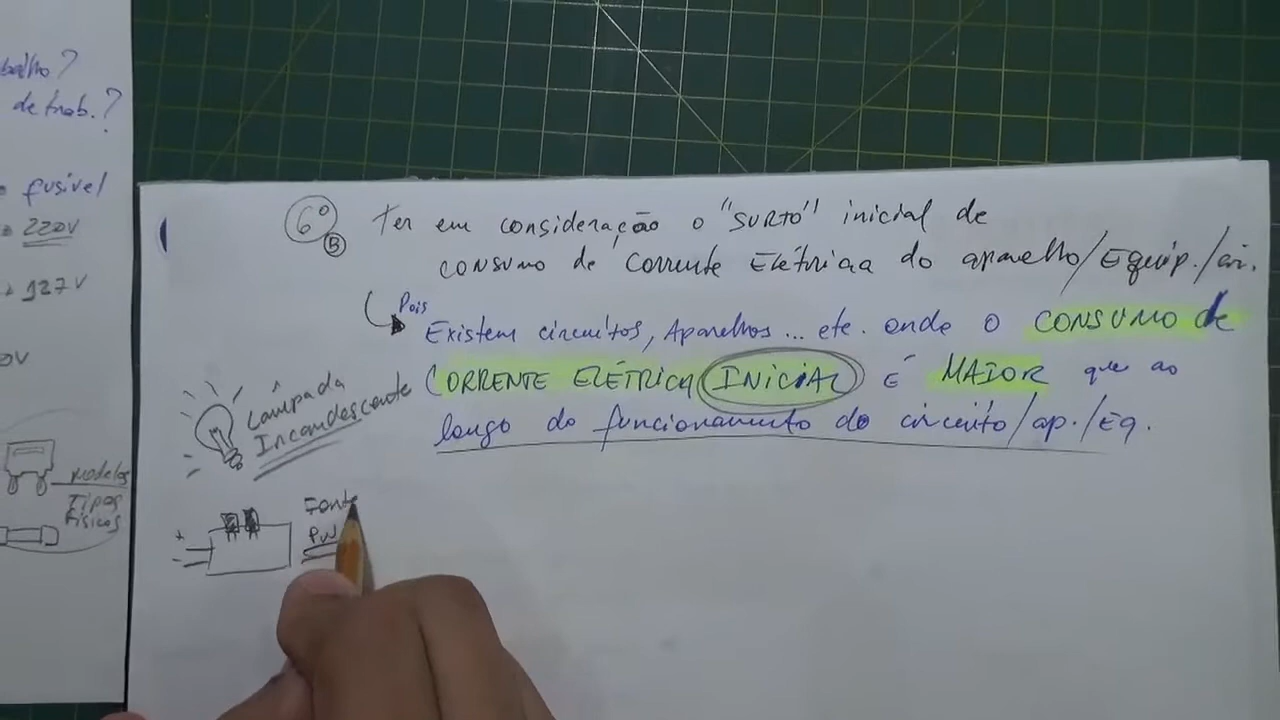 balho?
de trab.?
fusível
220V
127V
0V
modelos
Tipos
Físicos
6º B Ter em consideração o "SURTO" inicial de
CONSUMO de Corrente Elétrica do aparelho/Equip./cir.
Pois
Existem circuitos, Aparelhos... etc. onde o CONSUMO de
CORRENTE ELÉTRICA INICIAL É MAIOR que ao
longo do funcionamento do circuito/ap./Eq.
Lâmpada
Incandescente
+
-
Fonte